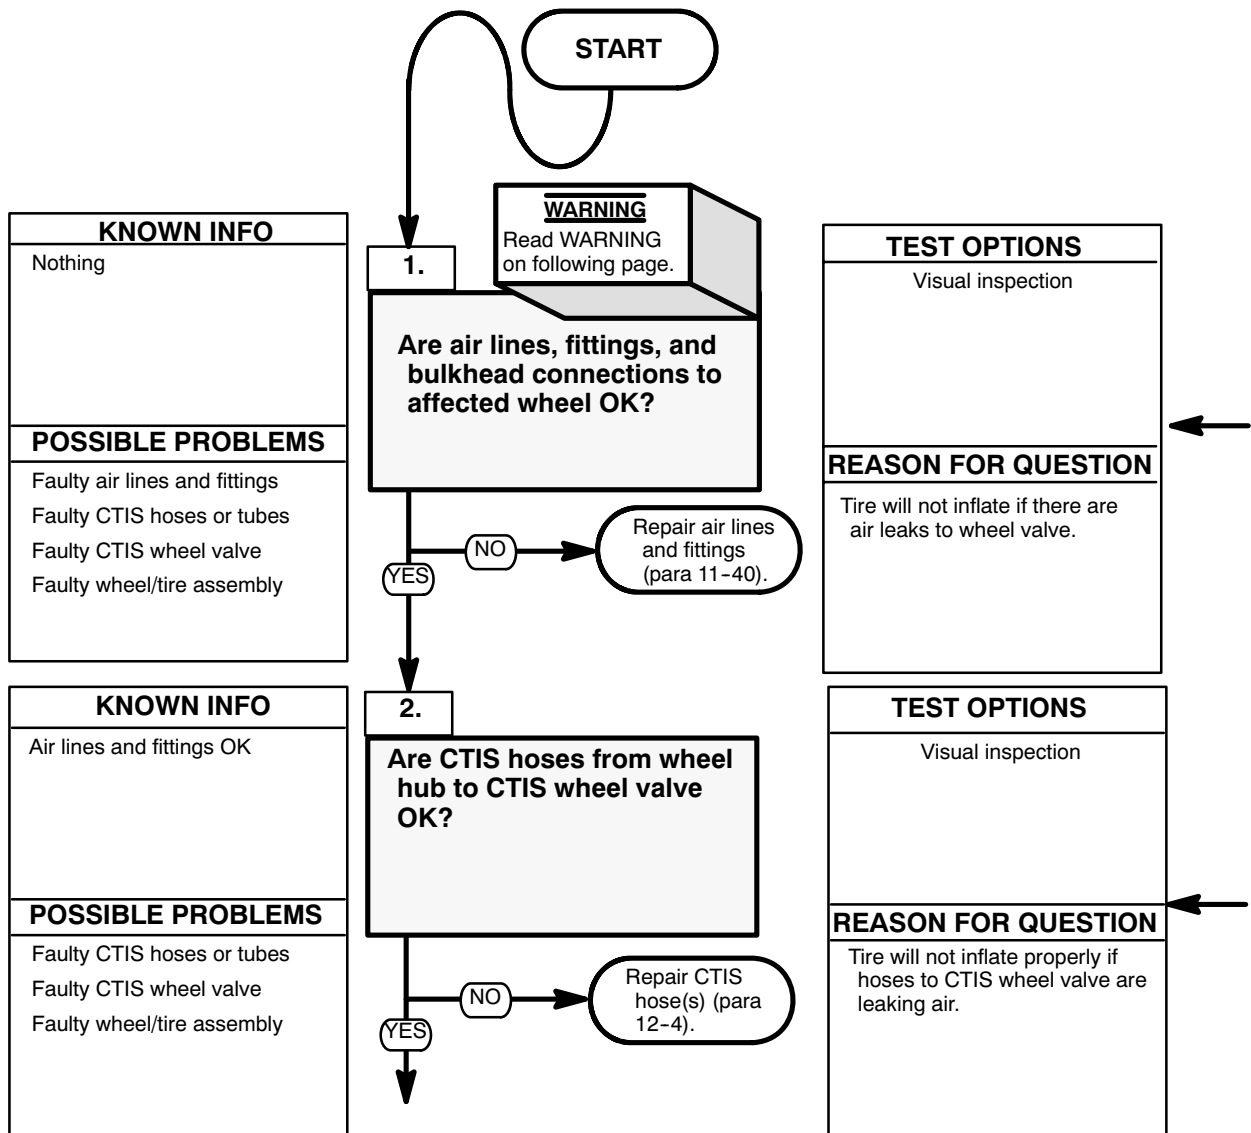 START
WARNING
Read WARNING
on following page.
KNOWN INFO
Nothing
POSSIBLE PROBLEMS
Faulty air lines and fittings
Faulty CTIS hoses or tubes
Faulty CTIS wheel valve
Faulty wheel/tire assembly
1.
Are air lines, fittings, and
bulkhead connections to
affected wheel OK?
NO
Repair air lines
and fittings
(para 11-40).
YES
TEST OPTIONS
Visual inspection
REASON FOR QUESTION
Tire will not inflate if there are
air leaks to wheel valve.
KNOWN INFO
Air lines and fittings OK
POSSIBLE PROBLEMS
Faulty CTIS hoses or tubes
Faulty CTIS wheel valve
Faulty wheel/tire assembly
2.
Are CTIS hoses from wheel
hub to CTIS wheel valve
OK?
NO
Repair CTIS
hose(s) (para
12-4).
YES
TEST OPTIONS
Visual inspection
REASON FOR QUESTION
Tire will not inflate properly if
hoses to CTIS wheel valve are
leaking air.